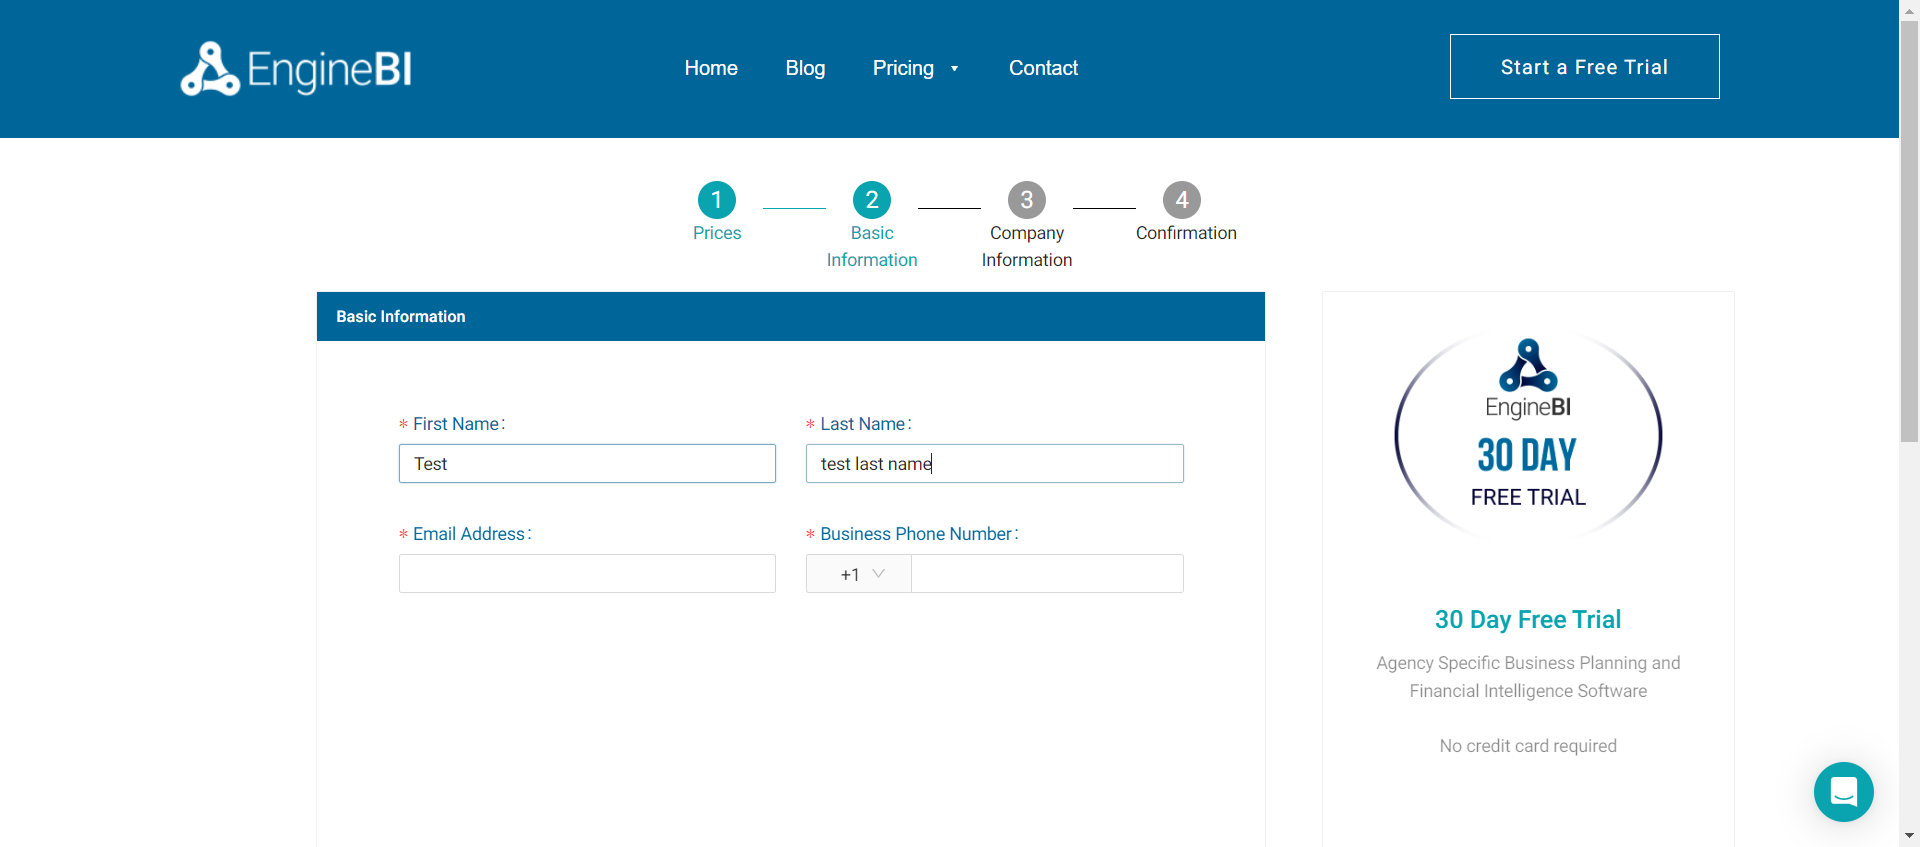 EngineBI
Home Blog Pricing Contact
Start a Free Trial
1 2 3 4
Prices Basic Information Company Information Confirmation
Basic Information
* First Name: * Last Name:
Test test last name
* Email Address: * Business Phone Number:
+1
EngineBI
30 DAY
FREE TRIAL
30 Day Free Trial
Agency Specific Business Planning and
Financial Intelligence Software
No credit card required